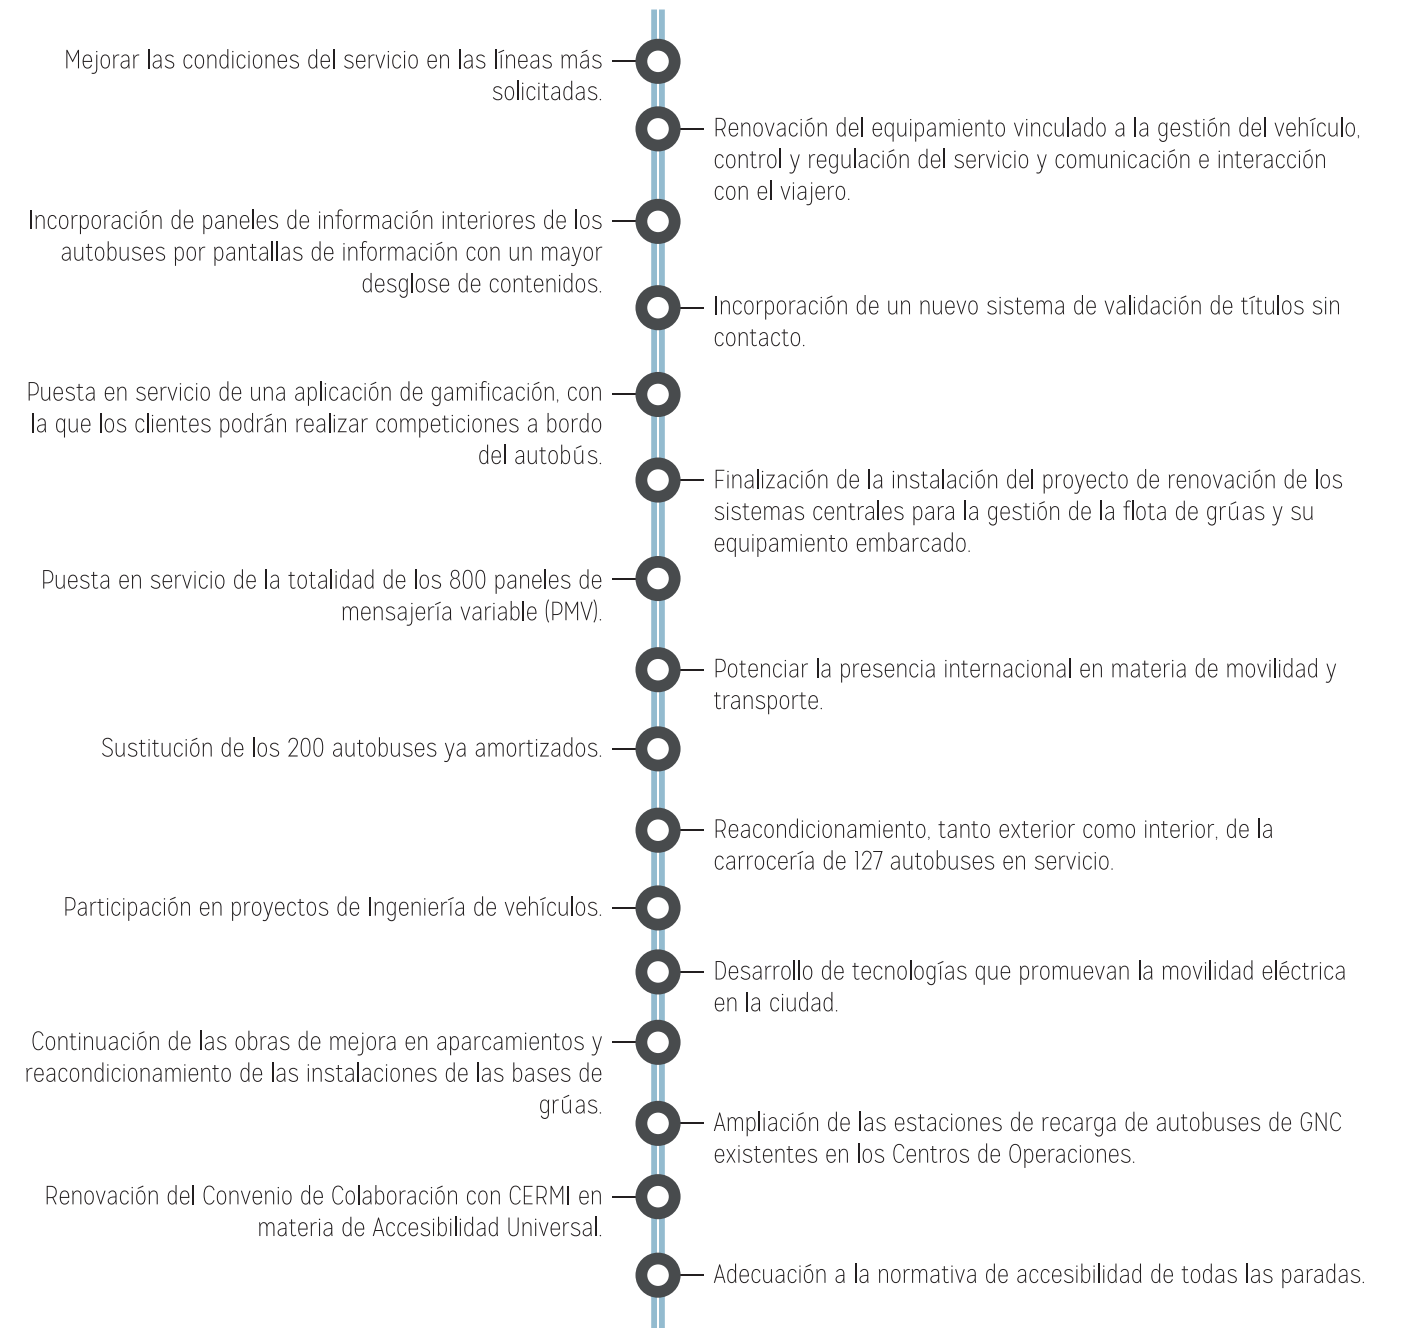 Mejorar las condiciones del servicio en las líneas más
solicitadas.
Renovación del equipamiento vinculado a la gestión del vehículo,
control y regulación del servicio y comunicación e interacción
con el viajero.
Incorporación de paneles de información interiores de los
autobuses por pantallas de información con un mayor
desglose de contenidos.
Incorporación de un nuevo sistema de validación de títulos sin
contacto.
Puesta en servicio de una aplicación de gamificación, con
la que los clientes podrán realizar competiciones a bordo
del autobús.
Finalización de la instalación del proyecto de renovación de los
sistemas centrales para la gestión de la flota de grúas y su
equipamiento embarcado.
Puesta en servicio de la totalidad de los 800 paneles de
mensajería variable (PMV).
Potenciar la presencia internacional en materia de movilidad y
transporte.
Sustitución de los 200 autobuses ya amortizados.
Reacondicionamiento, tanto exterior como interior, de la
carrocería de 127 autobuses en servicio.
Participación en proyectos de Ingeniería de vehículos.
Desarrollo de tecnologías que promuevan la movilidad eléctrica
en la ciudad.
Continuación de las obras de mejora en aparcamientos y
reacondicionamiento de las instalaciones de las bases de
grúas.
Ampliación de las estaciones de recarga de autobuses de GNC
existentes en los Centros de Operaciones.
Renovación del Convenio de Colaboración con CERMI en
materia de Accesibilidad Universal.
Adecuación a la normativa de accesibilidad de todas las paradas.